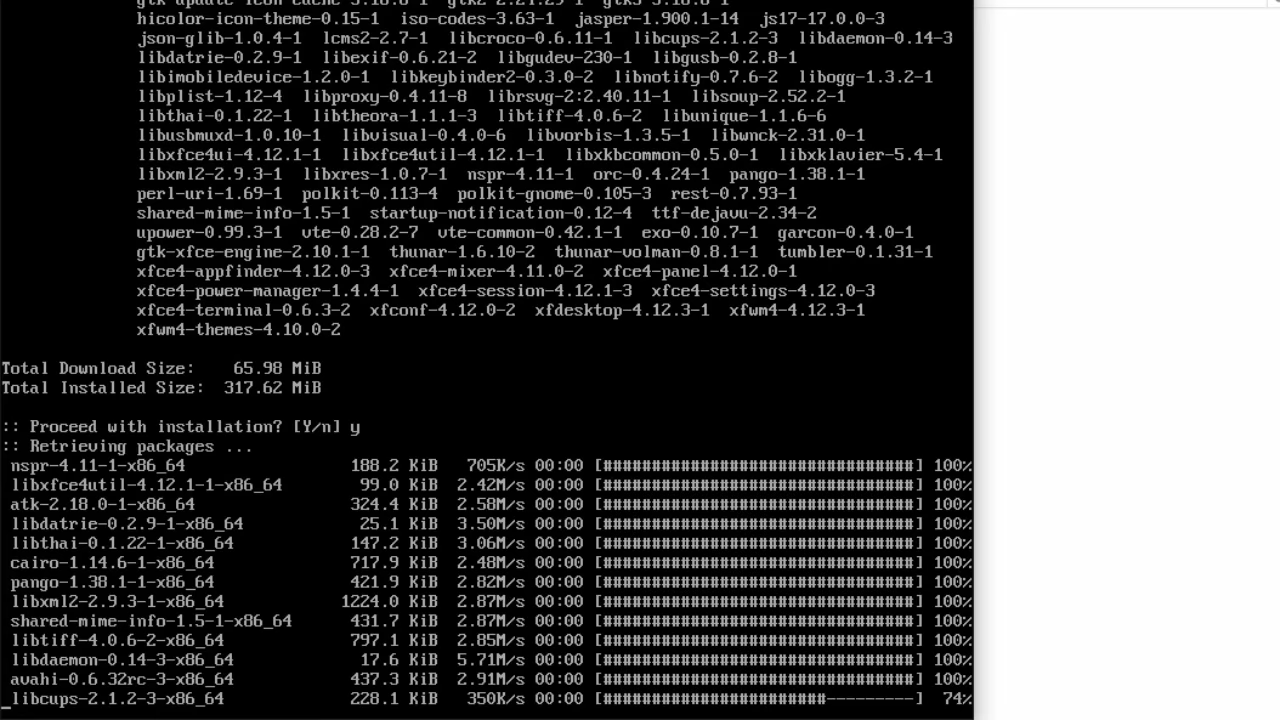 gtk-update-icon-cache-3.18.6-1  gtk2-2.24.29-1  gtk3-3.18.6-1
hicolor-icon-theme-0.15-1  iso-codes-3.63-1  jasper-1.900.1-14  js17-17.0.0-3
json-glib-1.0.4-1  lcms2-2.7-1  libcroco-0.6.11-1  libcups-2.1.2-3  libdaemon-0.14-3
libdatrie-0.2.9-1  libexif-0.6.21-2  libgudev-230-1  libgusb-0.2.8-1
libimobiledevice-1.2.0-1  libkeybinder2-0.3.0-2  libnotify-0.7.6-2  libogg-1.3.2-1
libplist-1.12-4  libproxy-0.4.11-8  librsvg-2:2.40.11-1  libsoup-2.52.2-1
libthai-0.1.22-1  libtheora-1.1.1-3  libtiff-4.0.6-2  libunique-1.1.6-6
libusbmuxd-1.0.10-1  libvisual-0.4.0-6  libvorbis-1.3.5-1  libwnck-2.31.0-1
libxfce4ui-4.12.1-1  libxfce4util-4.12.1-1  libxkbcommon-0.5.0-1  libxklavier-5.4-1
libxml2-2.9.3-1  libxres-1.0.7-1  nspr-4.11-1  orc-0.4.24-1  pango-1.38.1-1
perl-uri-1.69-1  polkit-0.113-4  polkit-gnome-0.105-3  rest-0.7.93-1
shared-mime-info-1.5-1  startup-notification-0.12-4  ttf-dejavu-2.34-2
upower-0.99.3-1  vte-0.28.2-7  vte-common-0.42.1-1  exo-0.10.7-1  garcon-0.4.0-1
gtk-xfce-engine-2.10.1-1  thunar-1.6.10-2  thunar-volman-0.8.1-1  tumbler-0.1.31-1
xfce4-appfinder-4.12.0-3  xfce4-mixer-4.11.0-2  xfce4-panel-4.12.0-1
xfce4-power-manager-1.4.4-1  xfce4-session-4.12.1-3  xfce4-settings-4.12.0-3
xfce4-terminal-0.6.3-2  xfconf-4.12.0-2  xfdesktop-4.12.3-1  xfwm4-4.12.3-1
xfwm4-themes-4.10.0-2
Total Download Size:    65.98 MiB
Total Installed Size:  317.62 MiB
:: Proceed with installation? [Y/n] y
:: Retrieving packages ...
nspr-4.11-1-x86_64  188.2 KiB  705K/s 00:00 [################################] 100%
libxfce4util-4.12.1-1-x86_64  99.0 KiB  2.42M/s 00:00 [################################] 100%
atk-2.18.0-1-x86_64  324.4 KiB  2.58M/s 00:00 [################################] 100%
libdatrie-0.2.9-1-x86_64  25.1 KiB  3.50M/s 00:00 [################################] 100%
libthai-0.1.22-1-x86_64  147.2 KiB  3.06M/s 00:00 [################################] 100%
cairo-1.14.6-1-x86_64  717.9 KiB  2.48M/s 00:00 [################################] 100%
pango-1.38.1-1-x86_64  421.9 KiB  2.82M/s 00:00 [################################] 100%
libxml2-2.9.3-1-x86_64  1224.0 KiB  2.87M/s 00:00 [################################] 100%
shared-mime-info-1.5-1-x86_64  431.7 KiB  2.87M/s 00:00 [################################] 100%
libtiff-4.0.6-2-x86_64  797.1 KiB  2.85M/s 00:00 [################################] 100%
libdaemon-0.14-3-x86_64  17.6 KiB  5.71M/s 00:00 [################################] 100%
avahi-0.6.32rc-3-x86_64  437.3 KiB  2.91M/s 00:00 [################################] 100%
_libcups-2.1.2-3-x86_64  228.1 KiB  350K/s 00:00 [#######################---------] 74%